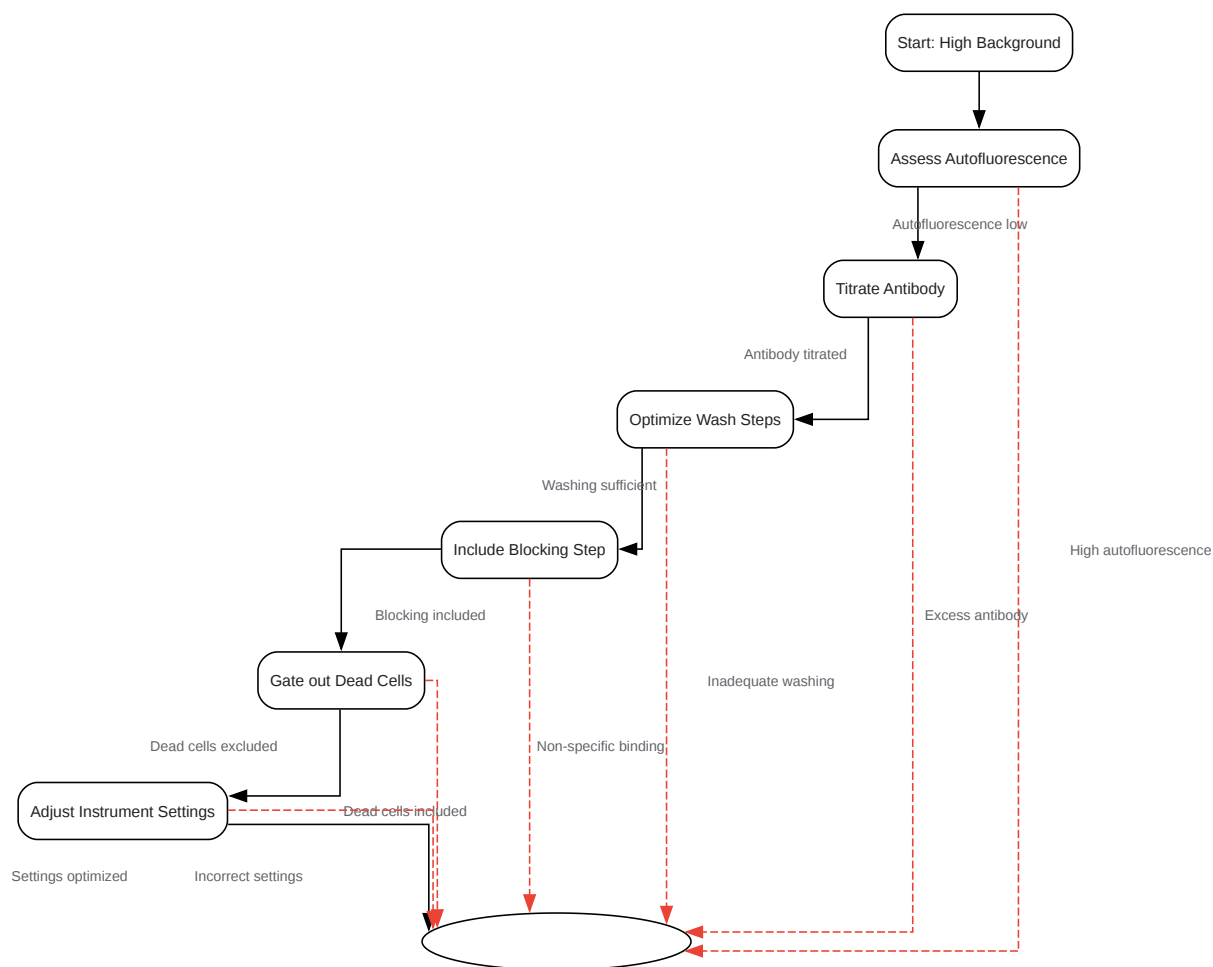 Start: High Background
Assess Autofluorescence
Autofluorescence low
Titrate Antibody
Antibody titrated
Optimize Wash Steps
Washing sufficient
Include Blocking Step
High autofluorescence
Blocking included
Excess antibody
Gate out Dead Cells
Inadequate washing
Dead cells excluded
Non-specific binding
Adjust Instrument Settings
Dead cells included
Settings optimized
Incorrect settings